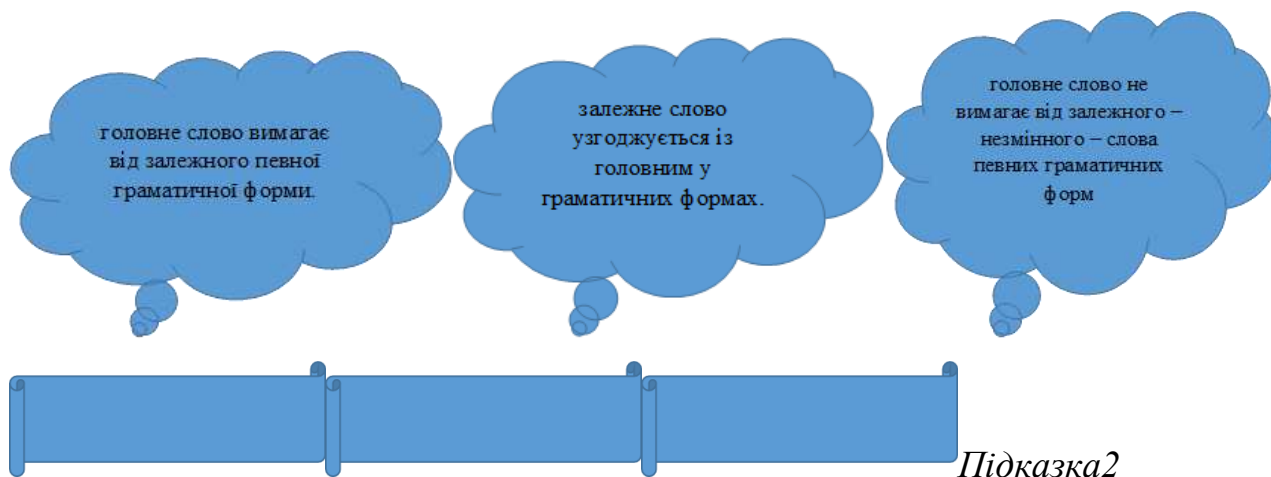 головне слово вимагає
від залежного певної
граматичної форми.
залежне слово
узгоджується із
головним у
граматичних формах.
головне слово не
вимагає від залежного –
незмінного – слова
певних граматичних
форм
Підказка2